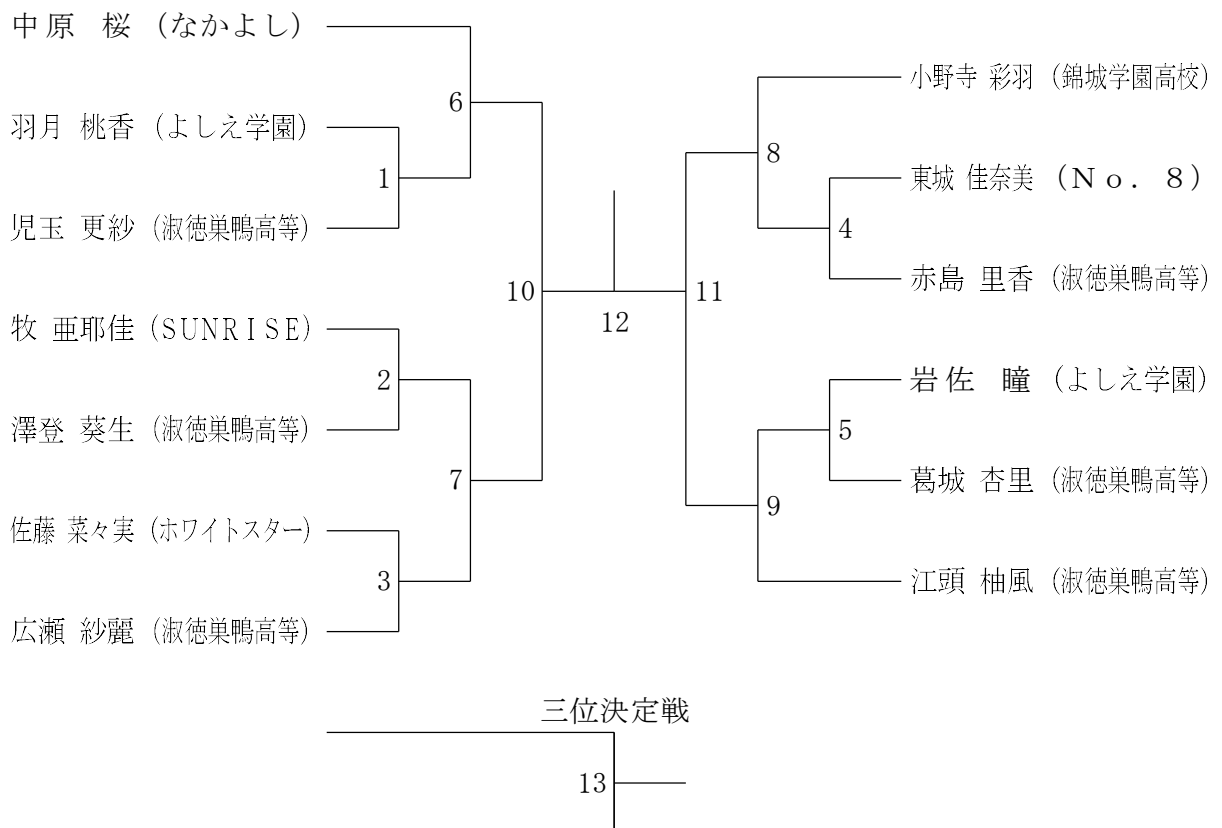 中原 桜 (なかよし)
6
羽月 桃香 (よしえ学園)
1
児玉 更紗 (淑徳巣鴨高等)
10
牧 亜耶佳 (SUNRISE)
2
澤登 葵生 (淑徳巣鴨高等)
7
佐藤 菜々実 (ホワイトスター)
3
広瀬 紗麗 (淑徳巣鴨高等)
12
小野寺 彩羽 (錦城学園高校)
8
東城 佳奈美 (No. 8)
4
赤島 里香 (淑徳巣鴨高等)
11
岩佐 瞳 (よしえ学園)
5
葛城 杏里 (淑徳巣鴨高等)
9
江頭 柚風 (淑徳巣鴨高等)
三位決定戦
13